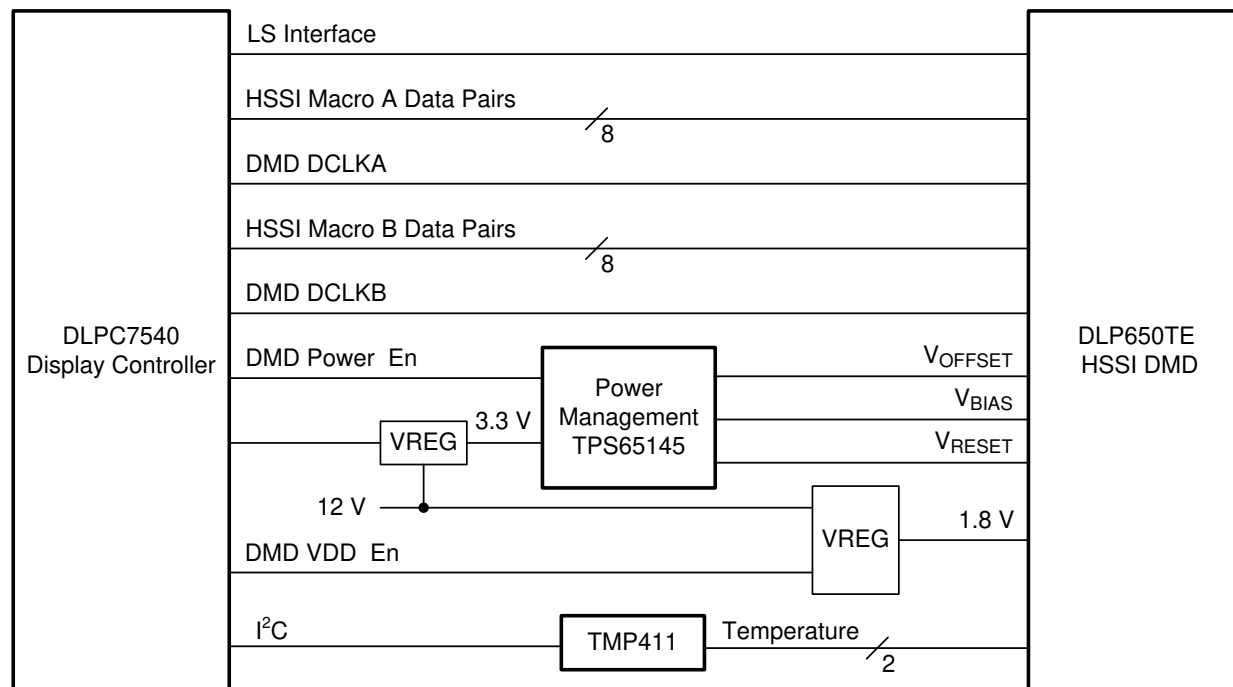 LS Interface
HSSI Macro A Data Pairs
8
DMD DCLKA
HSSI Macro B Data Pairs
8
DMD DCLKB
DLPC7540
Display Controller
DLP650TE
HSSI DMD
DMD Power En
Power
Management
TPS65145
VOFFSET
VBIAS
VRESET
VREG
3.3 V
12 V
VREG
1.8 V
DMD VDD En
I²C
TMP411
Temperature
2